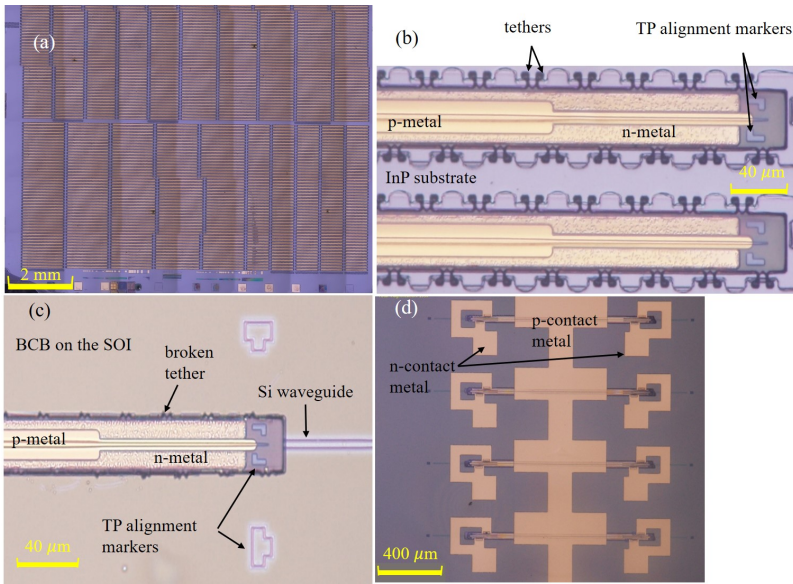 (a)
2 mm
(b)
tethers
TP alignment markers
p-metal
n-metal
InP substrate
40 μm
(c)
BCB on the SOI
broken
tether
Si waveguide
p-metal
n-metal
TP alignment
markers
40 μm
(d)
p-contact
metal
n-contact
metal
400 μm